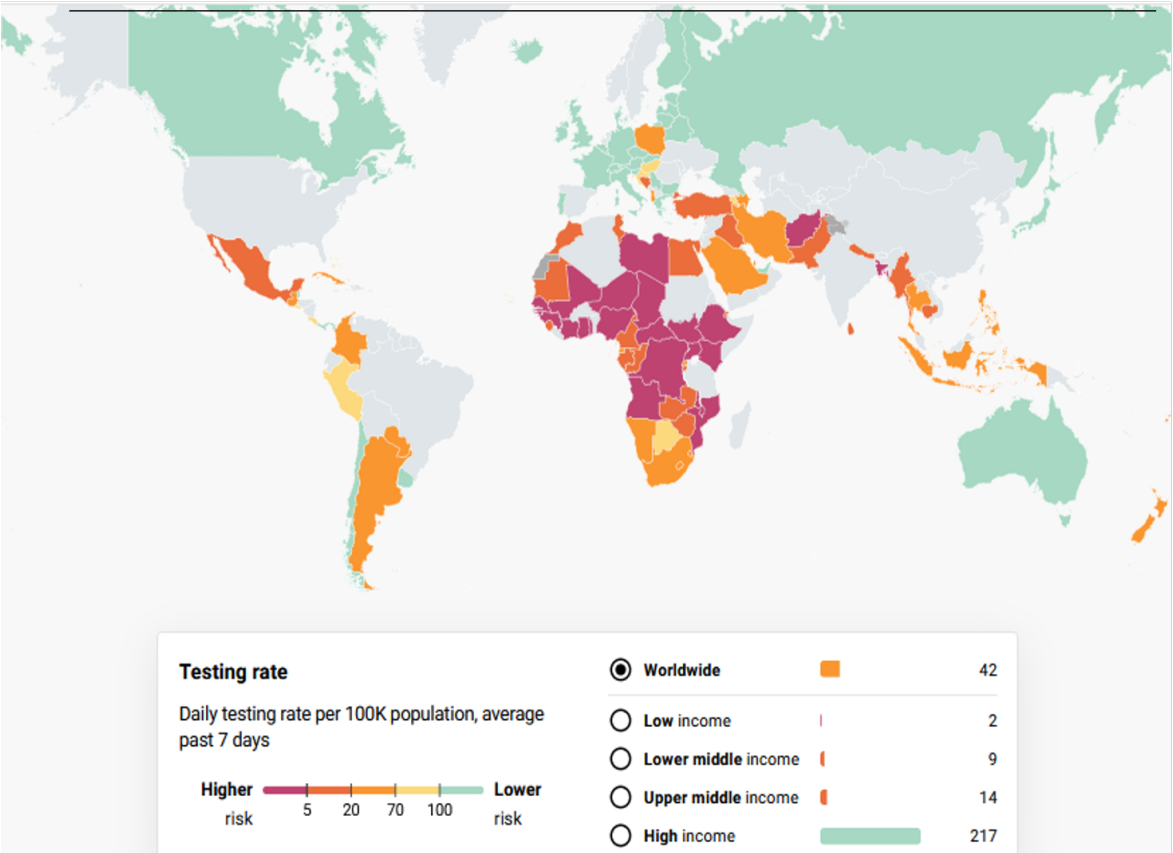 Testing rate
Daily testing rate per 100K population, average
past 7 days
Higher
risk
5
20
70
100
Lower
risk
Worldwide 42
Low income 2
Lower middle income 9
Upper middle income 14
High income 217